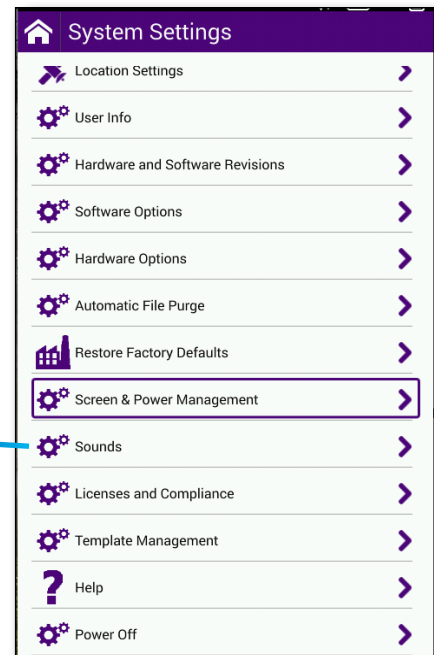 System Settings
Location Settings
User Info
Hardware and Software Revisions
Software Options
Hardware Options
Automatic File Purge
Restore Factory Defaults
Screen & Power Management
Sounds
Licenses and Compliance
Template Management
Help
Power Off